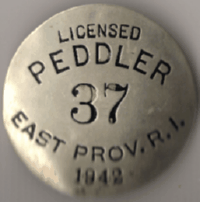 LICENSED
PEDDLER
37
EAST PROV. R.I.
1942